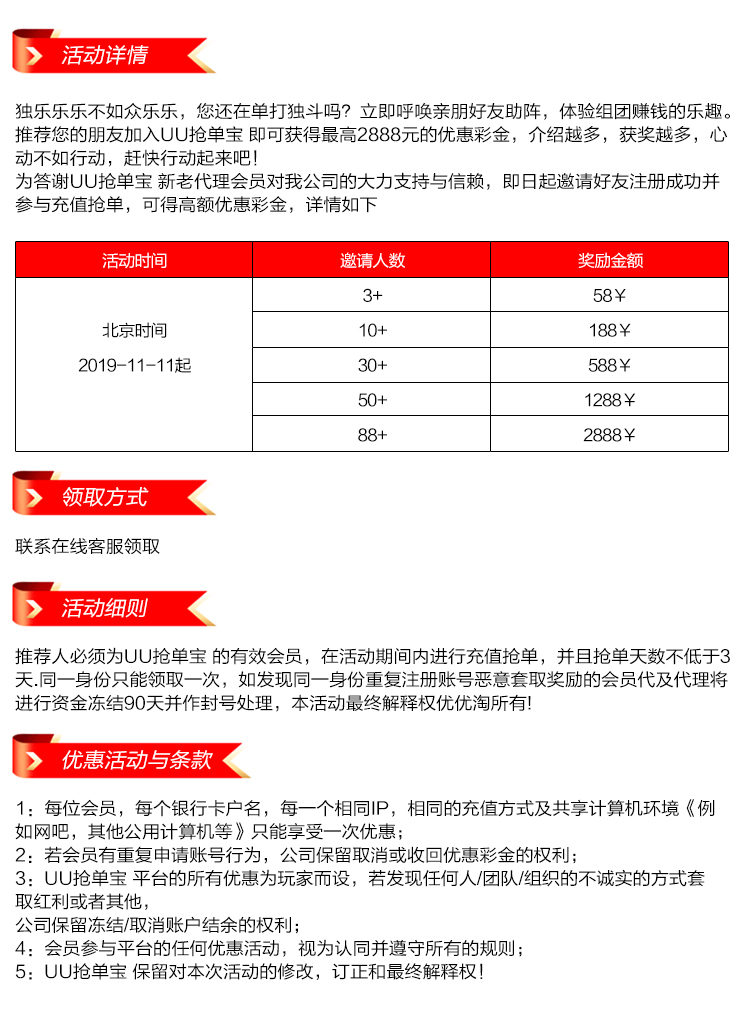 活动详情
独乐乐乐不如众乐乐，您还在单打独斗吗？立即呼唤亲朋好友助阵，体验组团赚钱的乐趣。
推荐您的朋友加入UU抢单宝 即可获得最高2888元的优惠彩金，介绍越多，获奖越多，心
动不如行动，赶快行动起来吧！
为答谢UU抢单宝 新老代理会员对我公司的大力支持与信赖，即日起邀请好友注册成功并
参与充值抢单，可得高额优惠彩金，详情如下
活动时间 邀请人数 奖励金额
3+ 58￥
北京时间 10+ 188￥
2019-11-11起 30+ 588￥
50+ 1288￥
88+ 2888￥
领取方式
联系在线客服领取
活动细则
推荐人必须为UU抢单宝 的有效会员，在活动期间内进行充值抢单，并且抢单天数不低于3
天.同一身份只能领取一次，如发现同一身份重复注册账号恶意套取奖励的会员代及代理将
进行资金冻结90天并作封号处理，本活动最终解释权优优淘所有!
优惠活动与条款
1：每位会员，每个银行卡户名，每一个相同IP，相同的充值方式及共享计算机环境《例
如网吧，其他公用计算机等》只能享受一次优惠；
2：若会员有重复申请账号行为，公司保留取消或收回优惠彩金的权利；
3：UU抢单宝 平台的所有优惠为玩家而设，若发现任何人/团队/组织的不诚实的方式套
取红利或者其他，
公司保留冻结/取消账户结余的权利；
4：会员参与平台的任何优惠活动，视为认同并遵守所有的规则；
5：UU抢单宝 保留对本次活动的修改，订正和最终解释权！